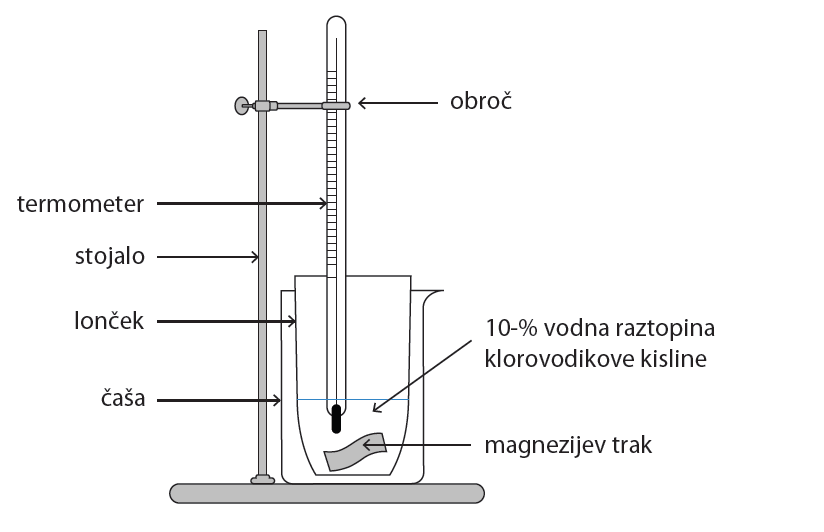 obroč
termometer
stojalo
lonček
10-% vodna raztopina
klorovodikove kisline
čaša
magnezijev trak